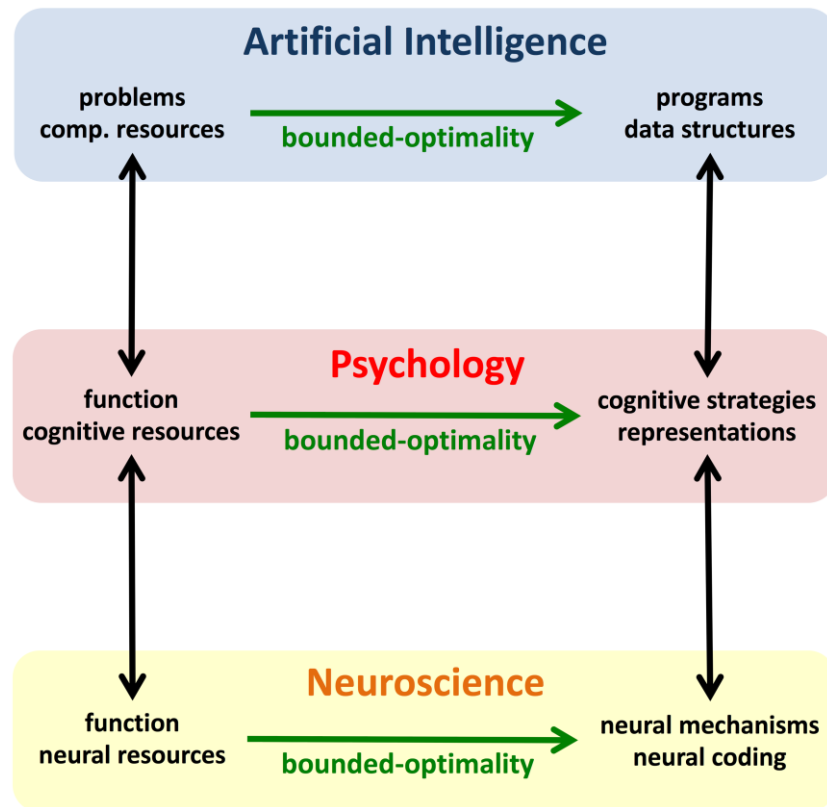 Artificial Intelligence
problems
comp. resources
bounded-optimality
programs
data structures
Psychology
function
cognitive resources
bounded-optimality
cognitive strategies
representations
Neuroscience
function
neural resources
bounded-optimality
neural mechanisms
neural coding